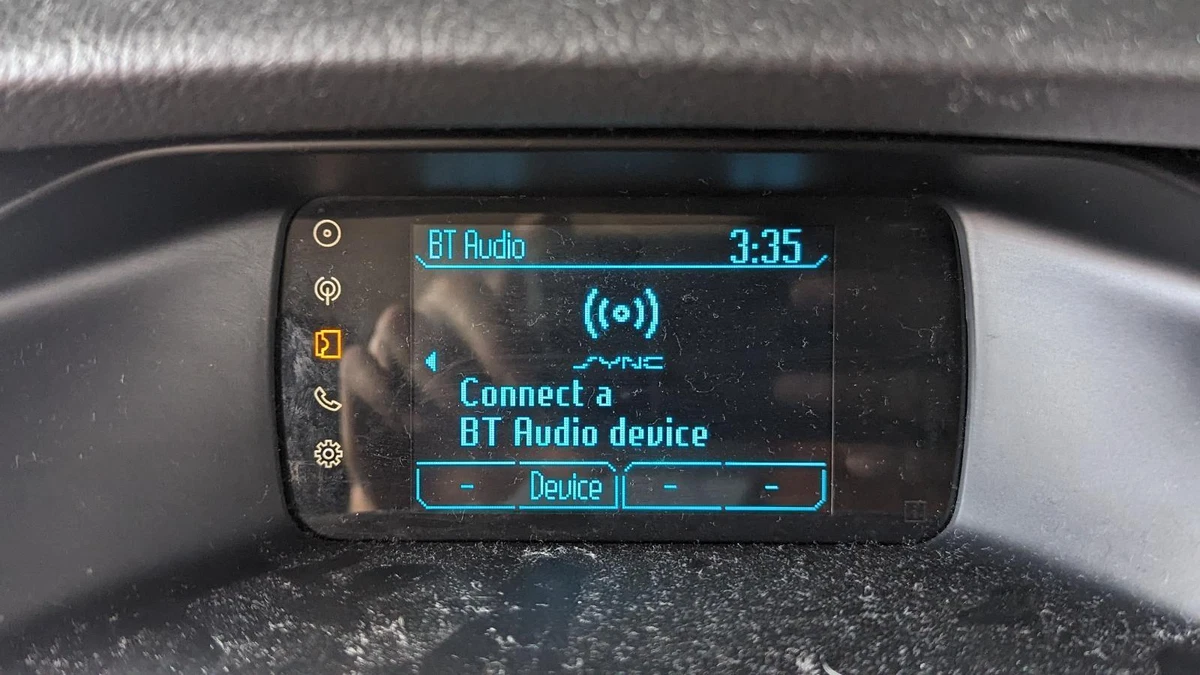 BT Audio 3:35
SYNC
Connect a
BT Audio device
- Device - -